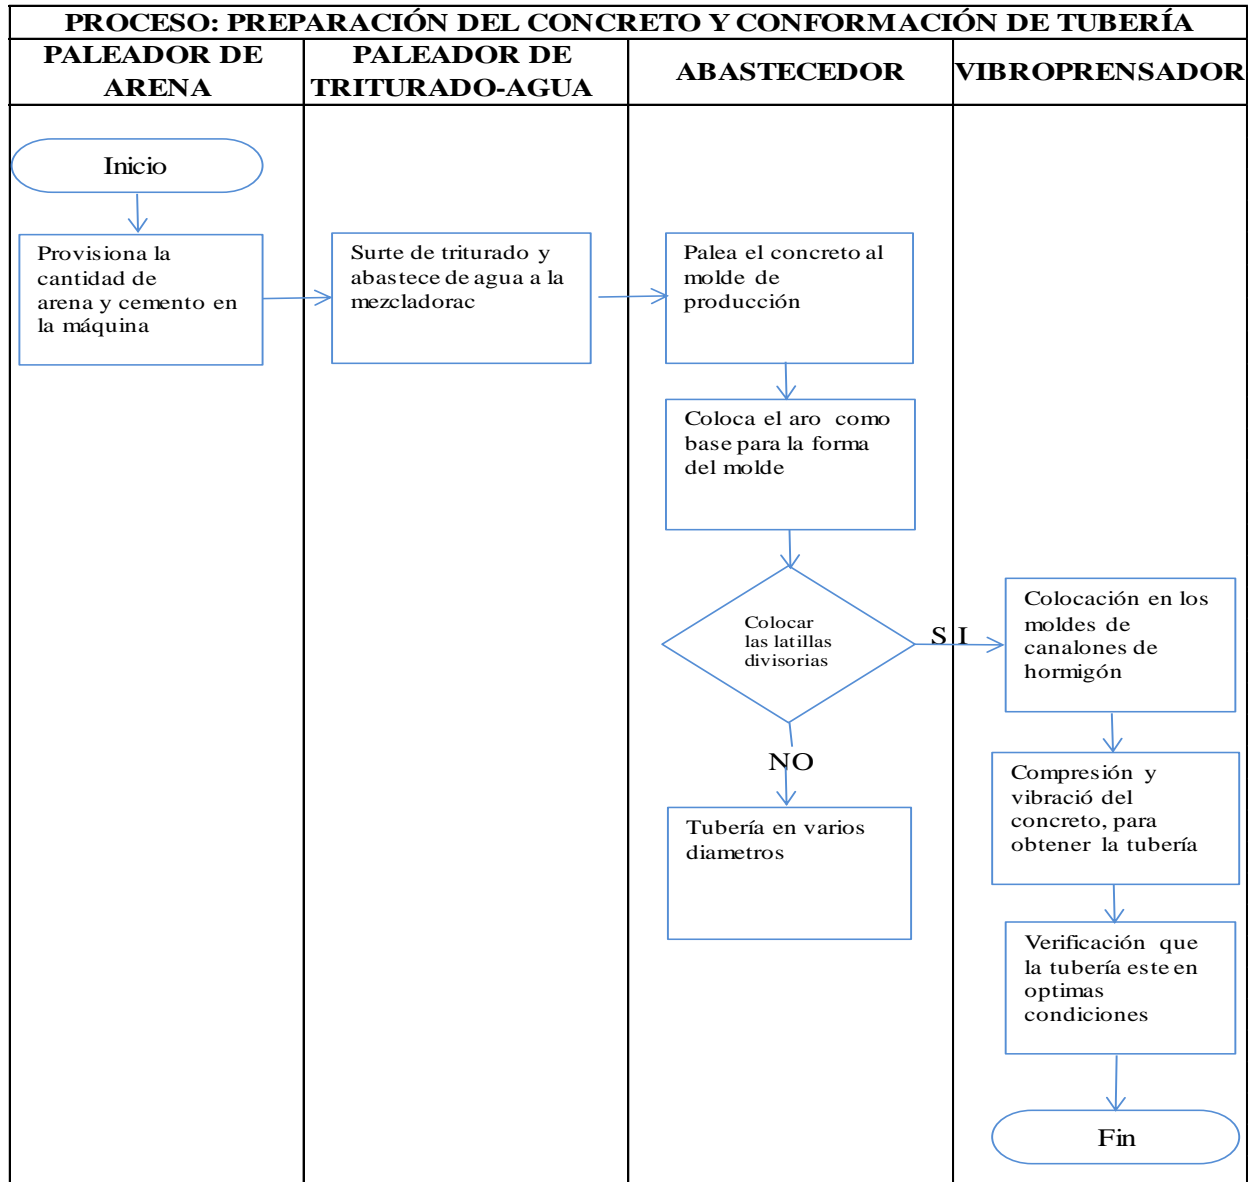 PROCESO: PREPARACIÓN DEL CONCRETO Y CONFORMACIÓN DE TUBERÍA
PALEADOR DE
ARENA
PALEADOR DE
TRITURADO-AGUA
ABASTECEDOR
VIBROPRENSADOR
Inicio
Provisiona la
cantidad de
arena y cemento en
la máquina
Surte de triturado y
abastece de agua a la
mezcladorac
Palea el concreto al
molde de
producción
Coloca el aro como
base para la forma
del molde
Colocar
las latillas
divisorias
SI
NO
Tubería en varios
diametros
Colocación en los
moldes de
canalones de
hormigón
Compresión y
vibració del
concreto, para
obtener la tubería
Verificación que
la tubería este en
optimas
condiciones
Fin